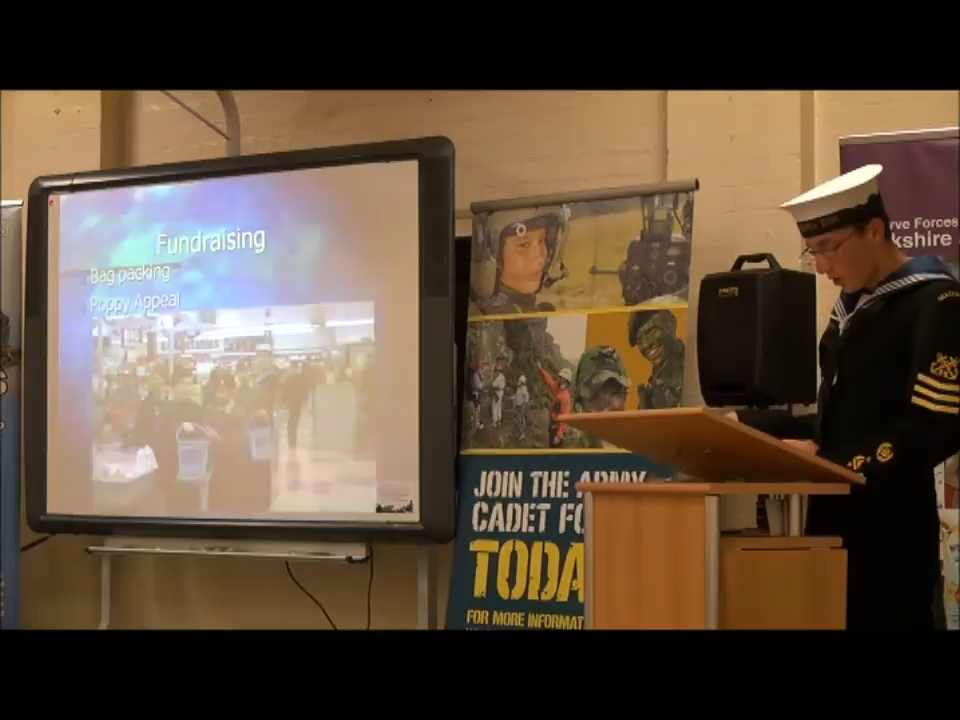 Fundraising
Bag packing
Poppy Appeal
JOIN THE ARMY
CADET FO
TODA
FOR MORE INFORMAT
rve Forces
kshire